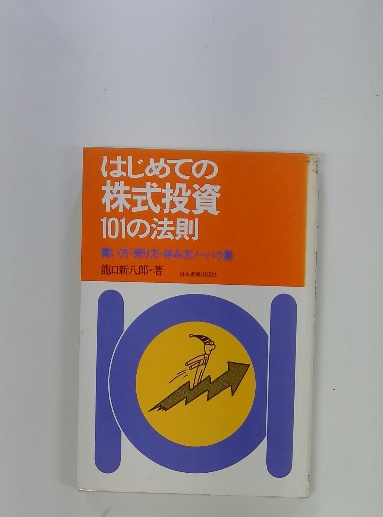 はじめての
株式投資
101の法則
買い方・売り方・休み方ノーハウ集
龍口新八郎・著